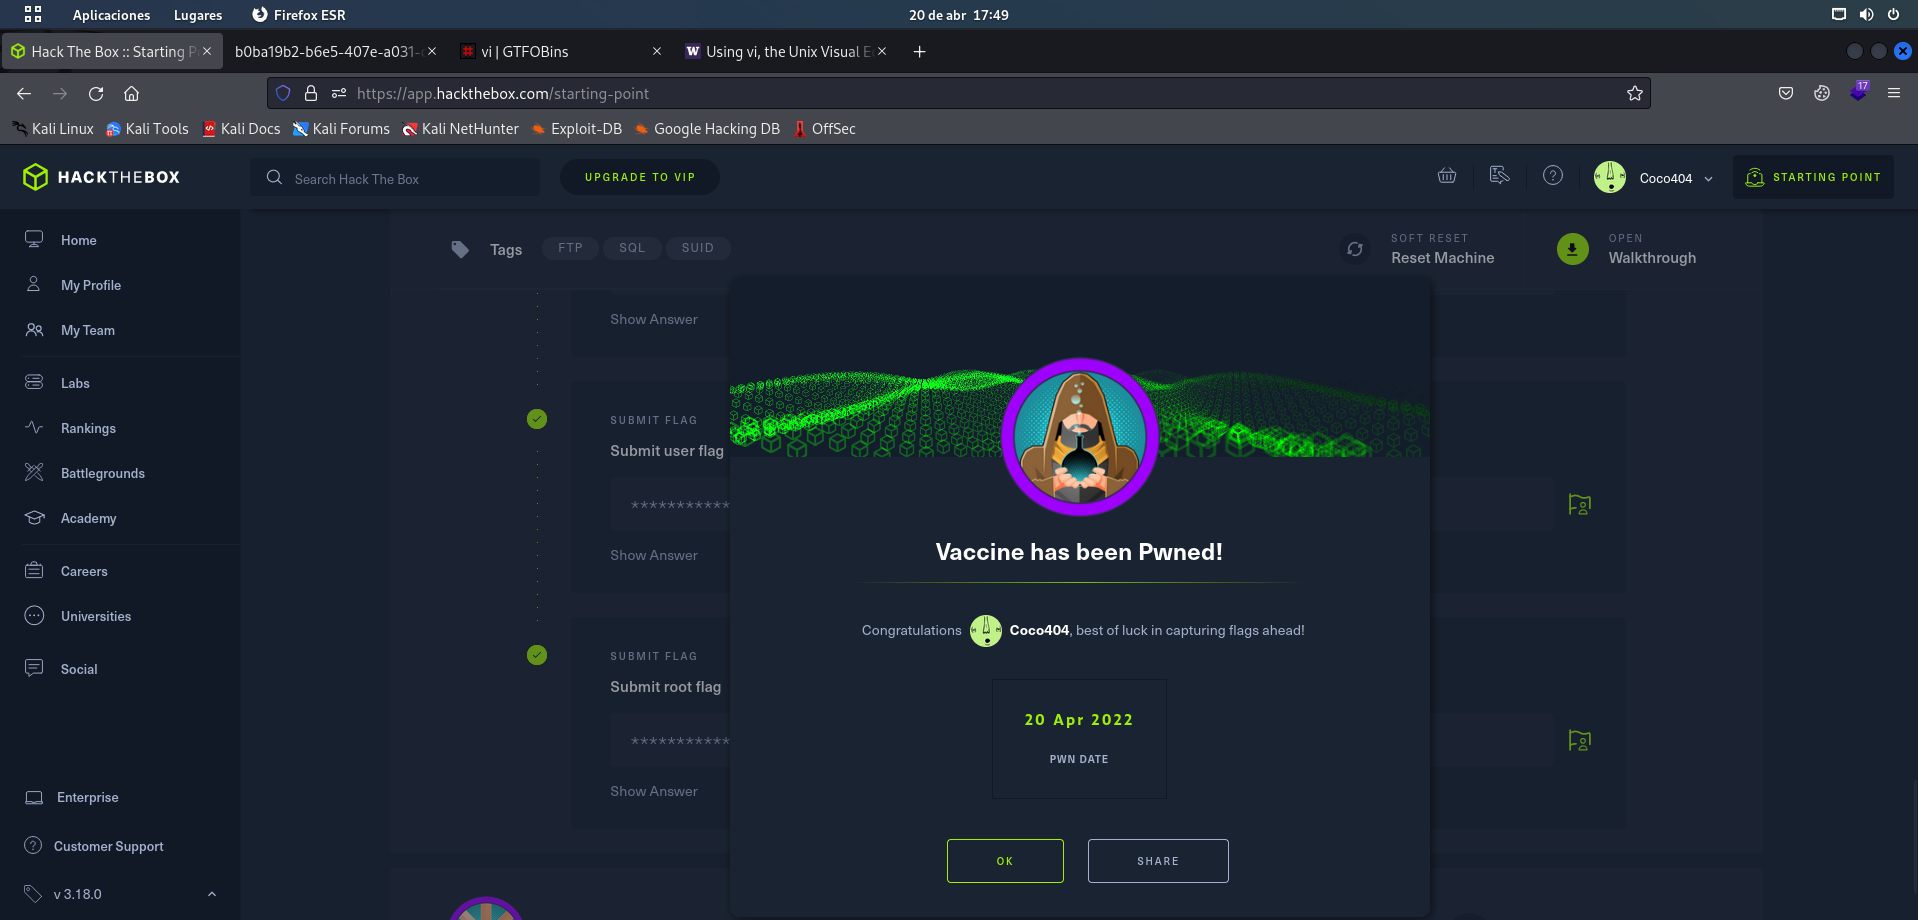 Aplicaciones Lugares Firefox ESR 20 de abr 17:49
Hack The Box :: Starting P b0ba19b2-b6e5-407e-a031- vi | GTFOBins Using vi, the Unix Visual E
https://app.hackthebox.com/starting-point 17
Kali Linux Kali Tools Kali Docs Kali Forums Kali NetHunter Exploit-DB Google Hacking DB OffSec
HACKTHEBOX Search Hack The Box UPGRADE TO VIP Coco404 STARTING POINT
Home
My Profile
My Team
Labs
Rankings
Battlegrounds
Academy
Careers
Universities
Social
Enterprise
Customer Support
v 3.18.0
Tags FTP SQL SUID
SOFT RESET
Reset Machine
OPEN
Walkthrough
Show Answer
SUBMIT FLAG
Submit user flag
***********
Show Answer
SUBMIT FLAG
Submit root flag
***********
Show Answer
Vaccine has been Pwned!
Congratulations Coco404, best of luck in capturing flags ahead!
20 Apr 2022
PWN DATE
OK SHARE